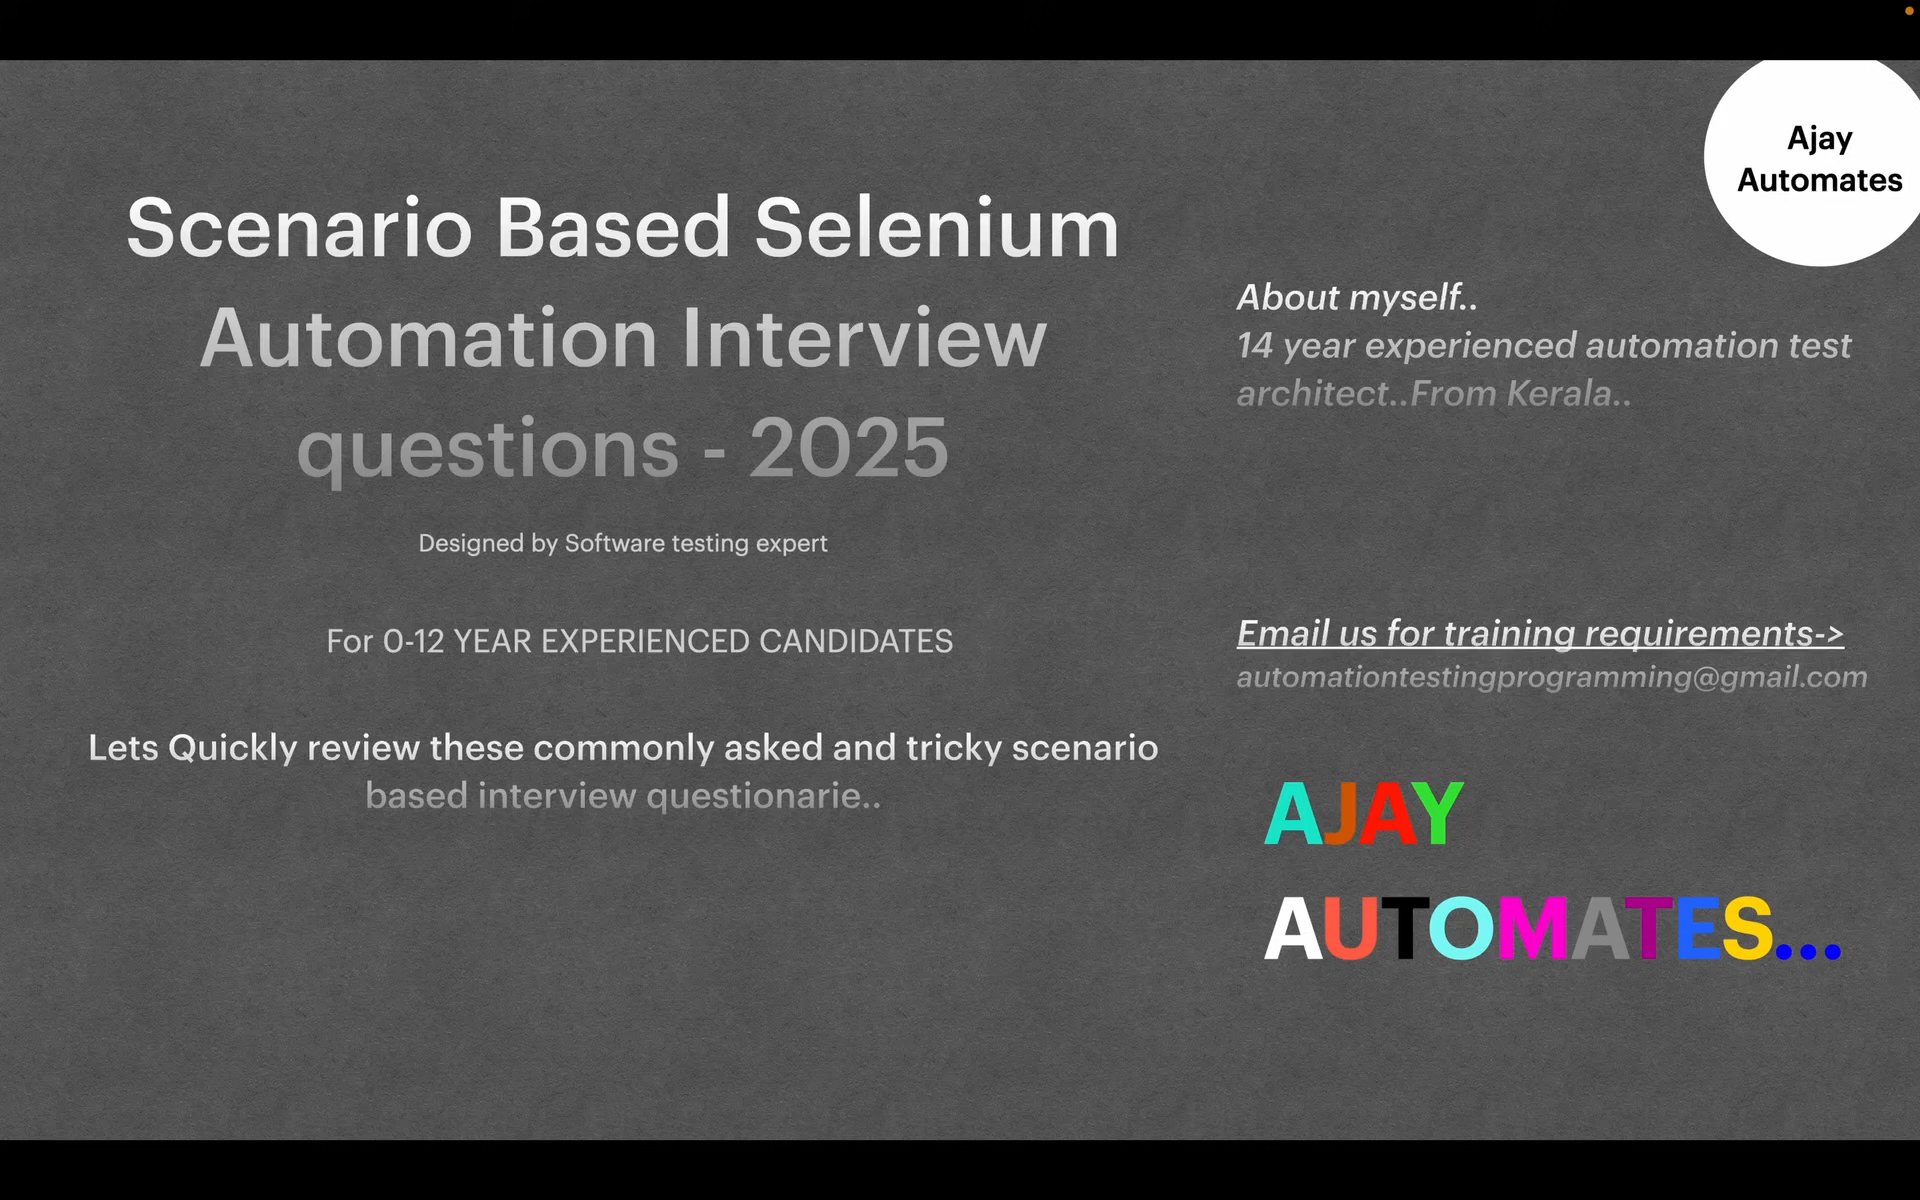 Ajay
Automates
Scenario Based Selenium
Automation Interview
questions - 2025
Designed by Software testing expert
For 0-12 YEAR EXPERIENCED CANDIDATES
Lets Quickly review these commonly asked and tricky scenario
based interview questionarie..
About myself..
14 year experienced automation test
architect..From Kerala..
Email us for training requirements->
automationtestingprogramming@gmail.com
AJAY
AUTOMATES...